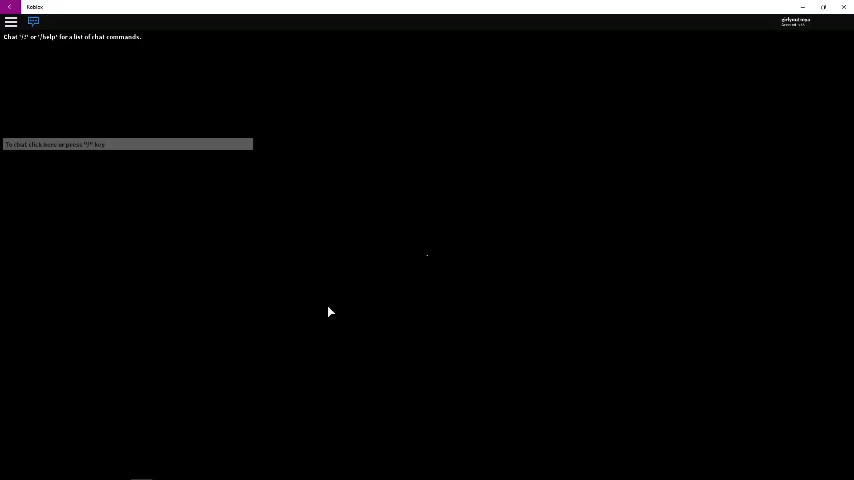 Roblox
Chat '/?' or '/help' for a list of chat commands.
To chat click here or press "/" key